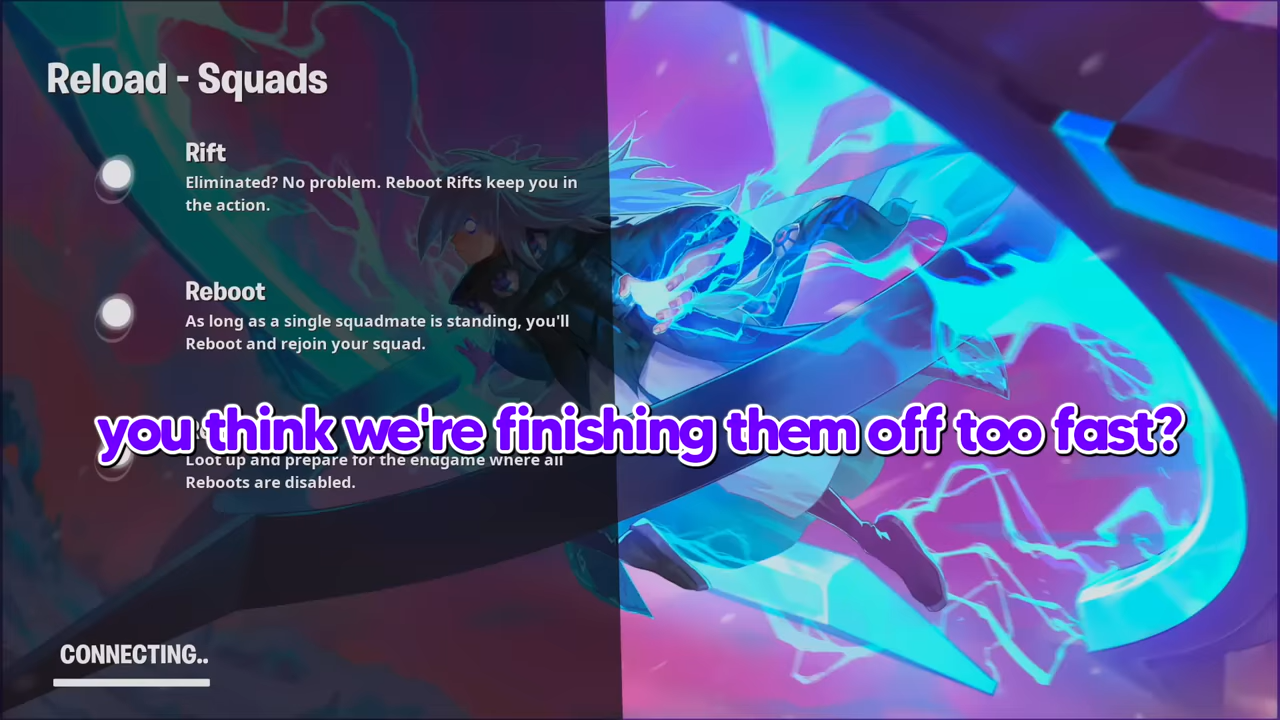 Reload - Squads
Rift
Eliminated? No problem. Reboot Rifts keep you in
the action.
Reboot
As long as a single squadmate is standing, you'll
Reboot and rejoin your squad.
you think we're finishing them off too fast?
Loot up and prepare for the endgame where all
Reboots are disabled.
CONNECTING..